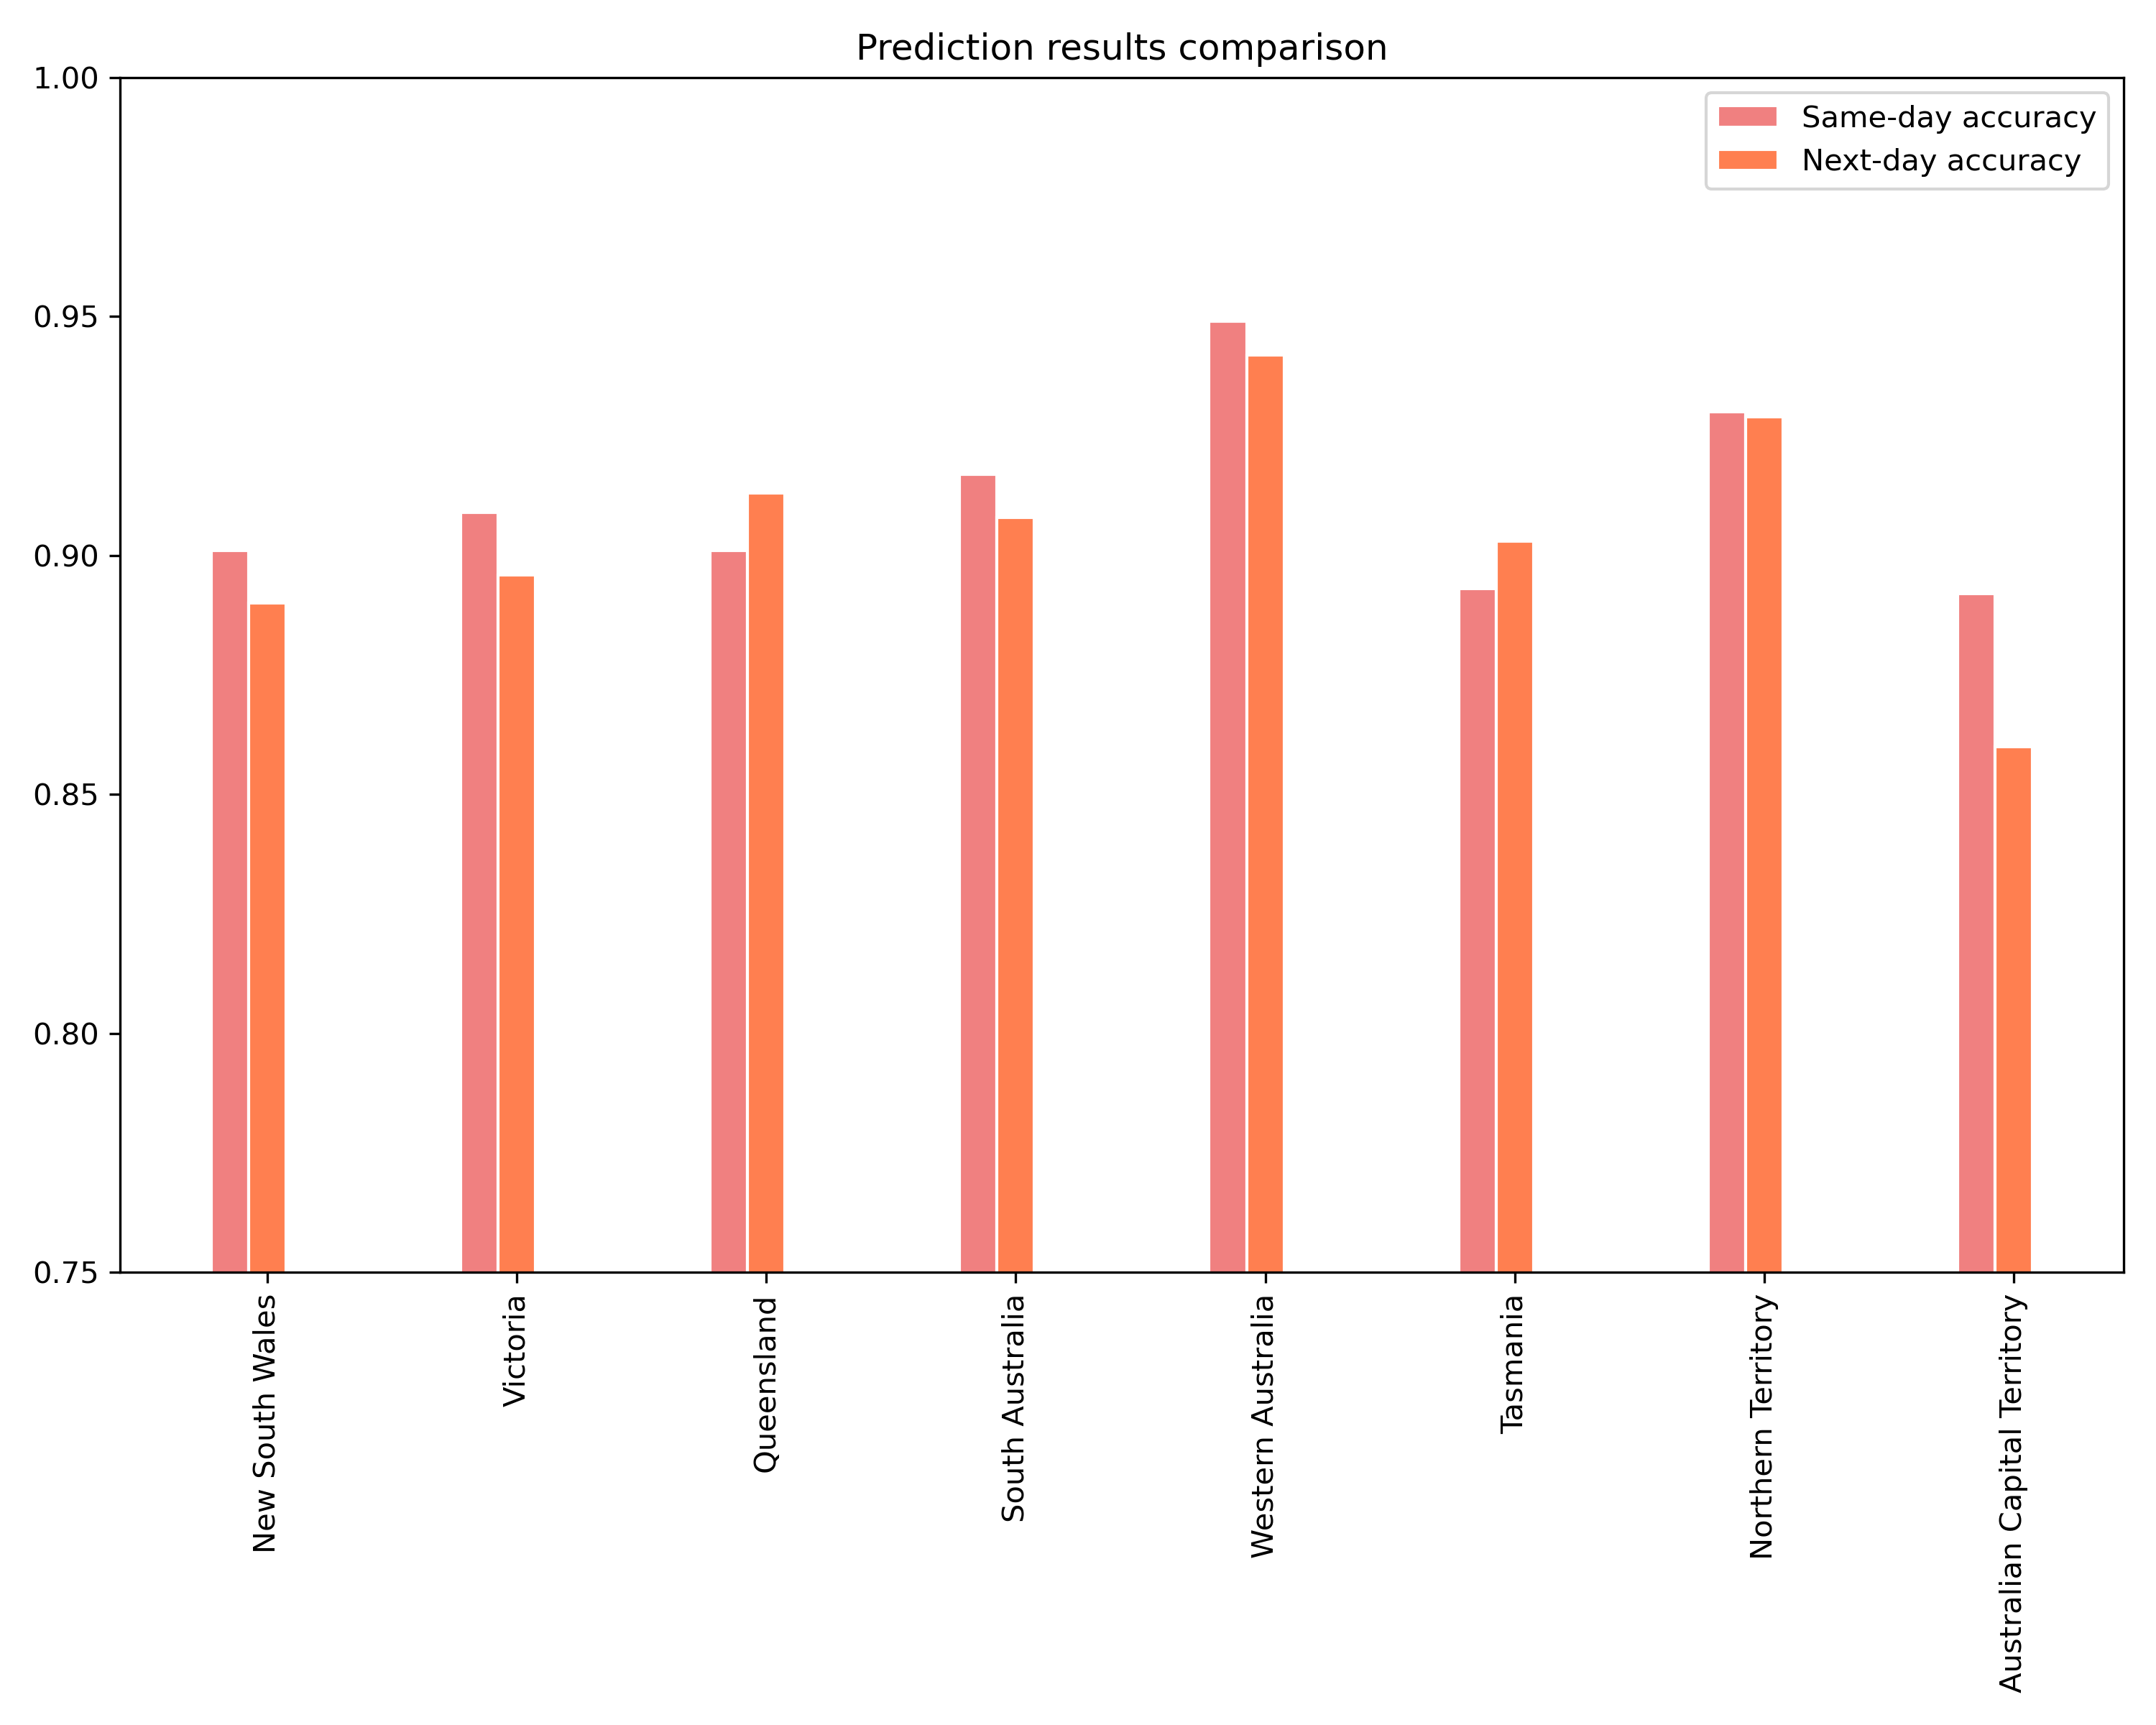 Prediction results comparison
1.00
0.95
0.90
0.85
0.80
0.75
Same-day accuracy
Next-day accuracy
New South Wales
Victoria
Queensland
South Australia
Western Australia
Tasmania
Northern Territory
Australian Capital Territory